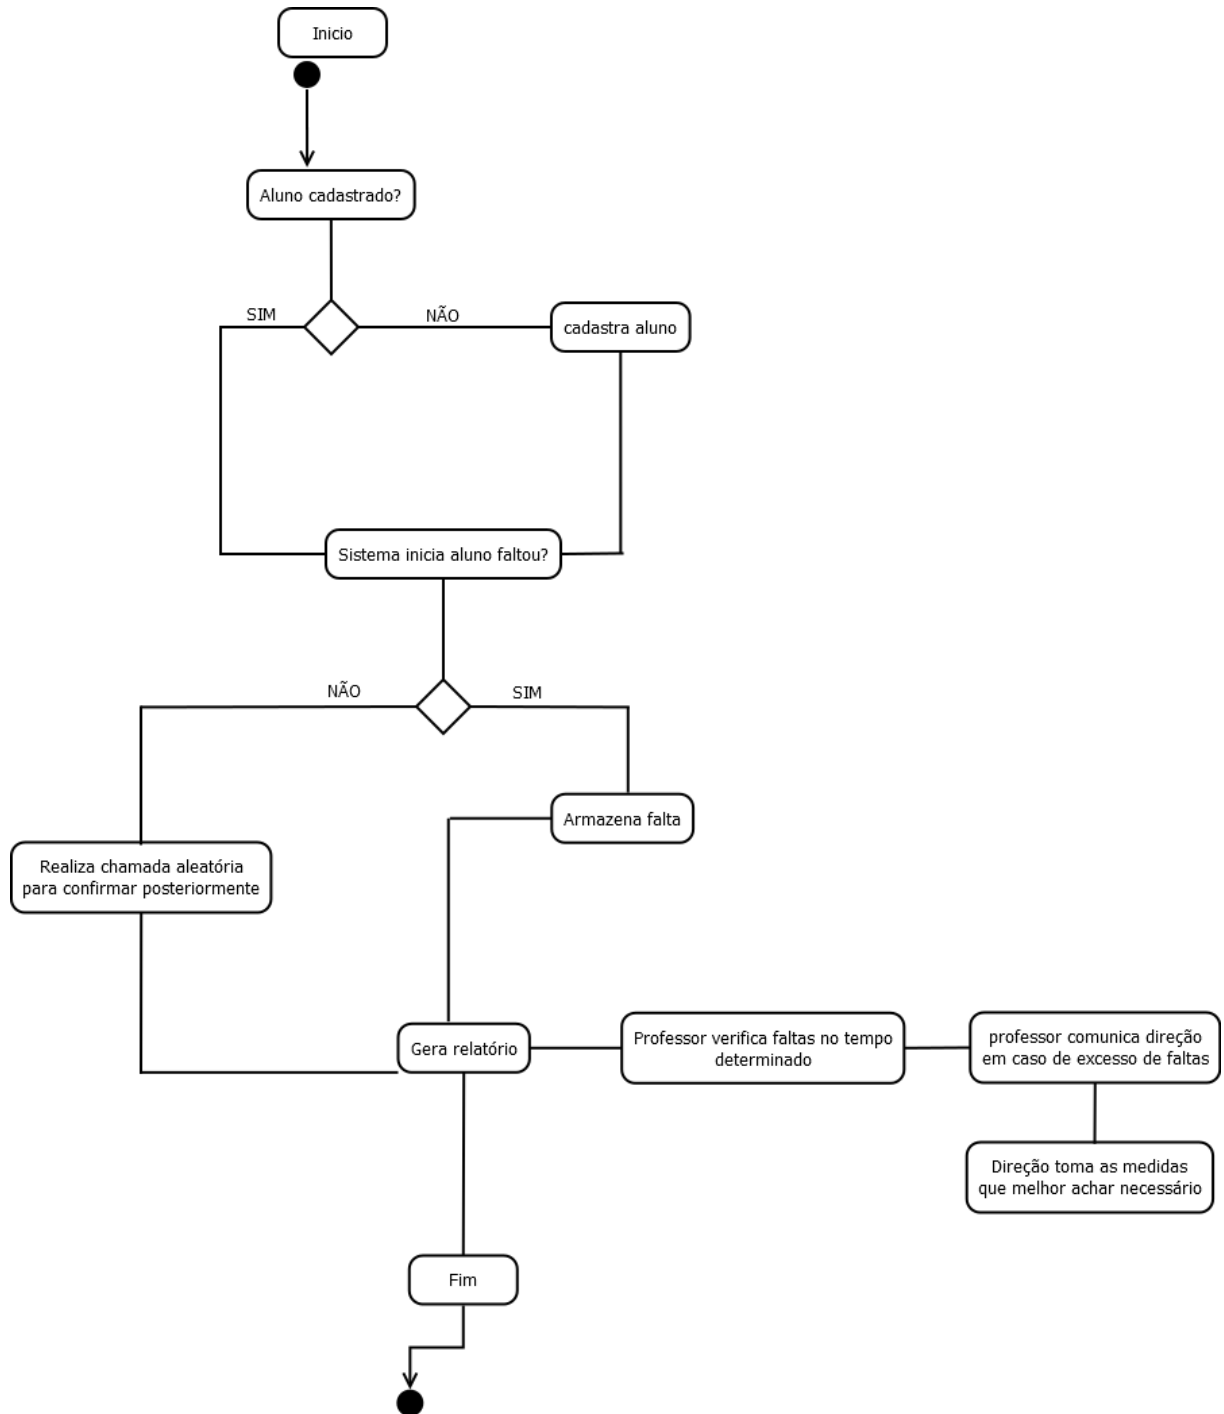 Inicio
Aluno cadastrado?
SIM
NÃO
cadastra aluno
Sistema inicia aluno faltou?
NÃO
SIM
Armazena falta
Realiza chamada aleatória
para confirmar posteriormente
Gera relatório
Professor verifica faltas no tempo
determinado
professor comunica direção
em caso de excesso de faltas
Direção toma as medidas
que melhor achar necessário
Fim